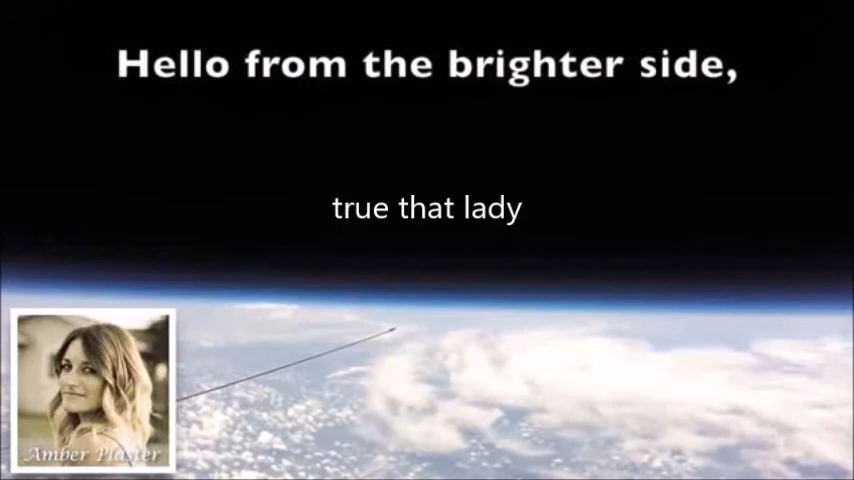 Hello from the brighter side,
true that lady
Amber Plaster